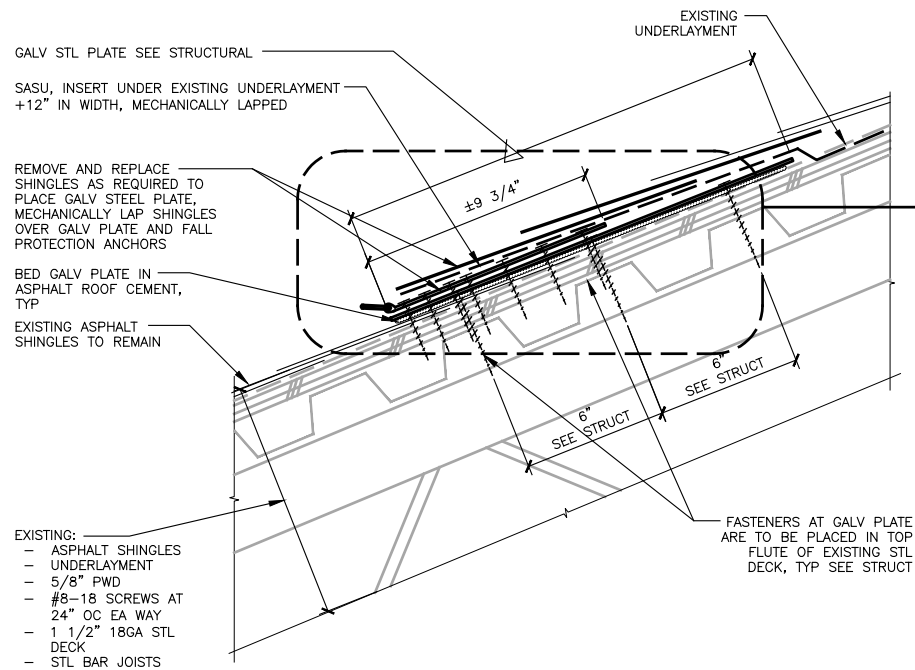 EXISTING
UNDERLAYMENT
GALV STL PLATE SEE STRUCTURAL
SASU, INSERT UNDER EXISTING UNDERLAYMENT
+12" IN WIDTH, MECHANICALLY LAPPED
REMOVE AND REPLACE
SHINGLES AS REQUIRED TO
PLACE GALV STEEL PLATE,
MECHANICALLY LAP SHINGLES
OVER GALV PLATE AND FALL
PROTECTION ANCHORS
±9 3/4"
BED GALV PLATE IN
ASPHALT ROOF CEMENT,
TYP
EXISTING ASPHALT
SHINGLES TO REMAIN
6"
SEE STRUCT
6"
SEE STRUCT
FASTENERS AT GALV PLATE
ARE TO BE PLACED IN TOP
FLUTE OF EXISTING STL
DECK, TYP SEE STRUCT
EXISTING:
– ASPHALT SHINGLES
– UNDERLAYMENT
– 5/8" PWD
– #8-18 SCREWS AT
24" OC EA WAY
– 1 1/2" 18GA STL
DECK
– STL BAR JOISTS